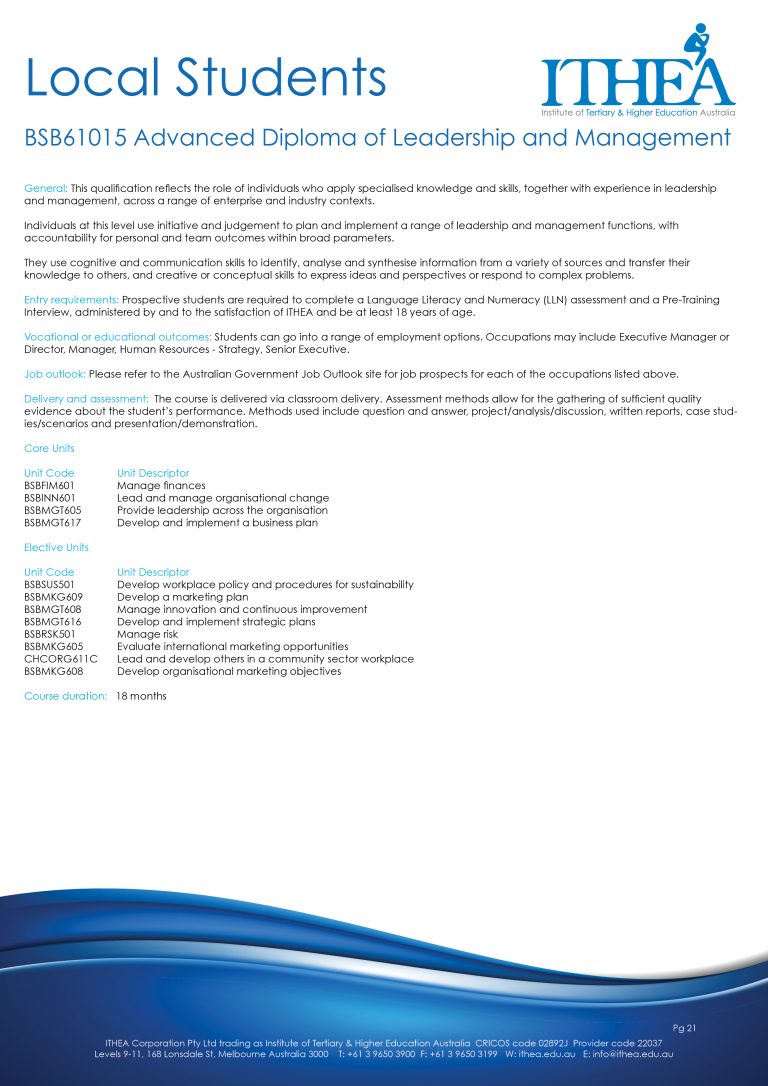 Local Students
ITHEA
Institute of Tertiary & Higher Education Australia
BSB61015 Advanced Diploma of Leadership and Management
General: This qualification reflects the role of individuals who apply specialised knowledge and skills, together with experience in leadership
and management, across a range of enterprise and industry contexts.
Individuals at this level use initiative and judgement to plan and implement a range of leadership and management functions, with
accountability for personal and team outcomes within broad parameters.
They use cognitive and communication skills to identify, analyse and synthesise information from a variety of sources and transfer their
knowledge to others, and creative or conceptual skills to express ideas and perspectives or respond to complex problems.
Entry requirements: Prospective students are required to complete a Language Literacy and Numeracy (LLN) assessment and a Pre-Training
Interview, administered by and to the satisfaction of ITHEA and be at least 18 years of age.
Vocational or educational outcomes: Students can go into a range of employment options. Occupations may include Executive Manager or
Director, Manager, Human Resources - Strategy, Senior Executive.
Job outlook: Please refer to the Australian Government Job Outlook site for job prospects for each of the occupations listed above.
Delivery and assessment: The course is delivered via classroom delivery. Assessment methods allow for the gathering of sufficient quality
evidence about the student's performance. Methods used include question and answer, project/analysis/discussion, written reports, case stud-
ies/scenarios and presentation/demonstration.
Core Units
Unit Code Unit Descriptor
BSBFIM601 Manage finances
BSBINN601 Lead and manage organisational change
BSBMGT605 Provide leadership across the organisation
BSBMGT617 Develop and implement a business plan
Elective Units
Unit Code Unit Descriptor
BSBSUS501 Develop workplace policy and procedures for sustainability
BSBMKG609 Develop a marketing plan
BSBMGT608 Manage innovation and continuous improvement
BSBMGT616 Develop and implement strategic plans
BSBRSK501 Manage risk
BSBMKG605 Evaluate international marketing opportunities
CHCORG611C Lead and develop others in a community sector workplace
BSBMKG608 Develop organisational marketing objectives
Course duration: 18 months
Pg 21
ITHEA Corporation Pty Ltd trading as Institute of Tertiary & Higher Education Australia CRICOS code 02892J Provider code 22037
Levels 9-11, 168 Lonsdale St, Melbourne Australia 3000 T: +61 3 9650 3900 F: +61 3 9650 3199 W: ithea.edu.au E: info@ithea.edu.au